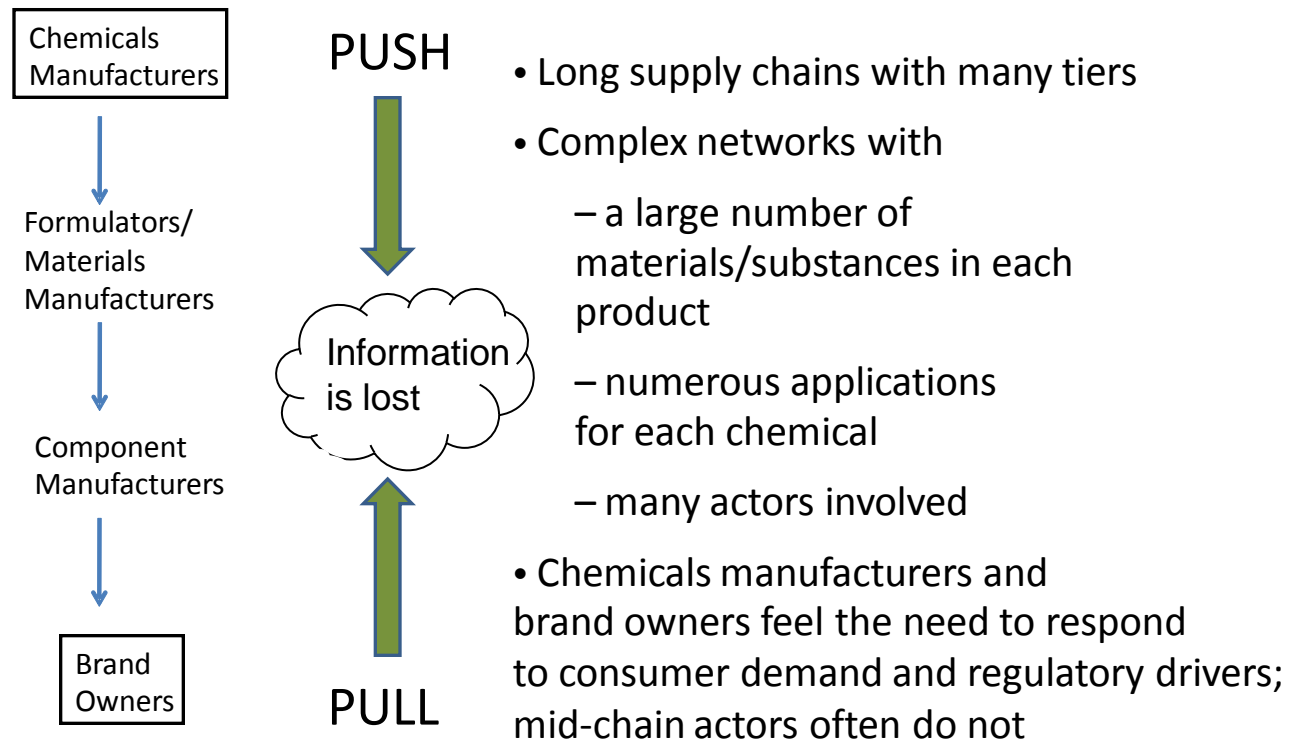 Chemicals
Manufacturers
Formulators/
Materials
Manufacturers
Component
Manufacturers
Brand
Owners
PUSH
Information
is lost
PULL
• Long supply chains with many tiers
• Complex networks with
– a large number of
materials/substances in each
product
– numerous applications
for each chemical
– many actors involved
• Chemicals manufacturers and
brand owners feel the need to respond
to consumer demand and regulatory drivers;
mid-chain actors often do not